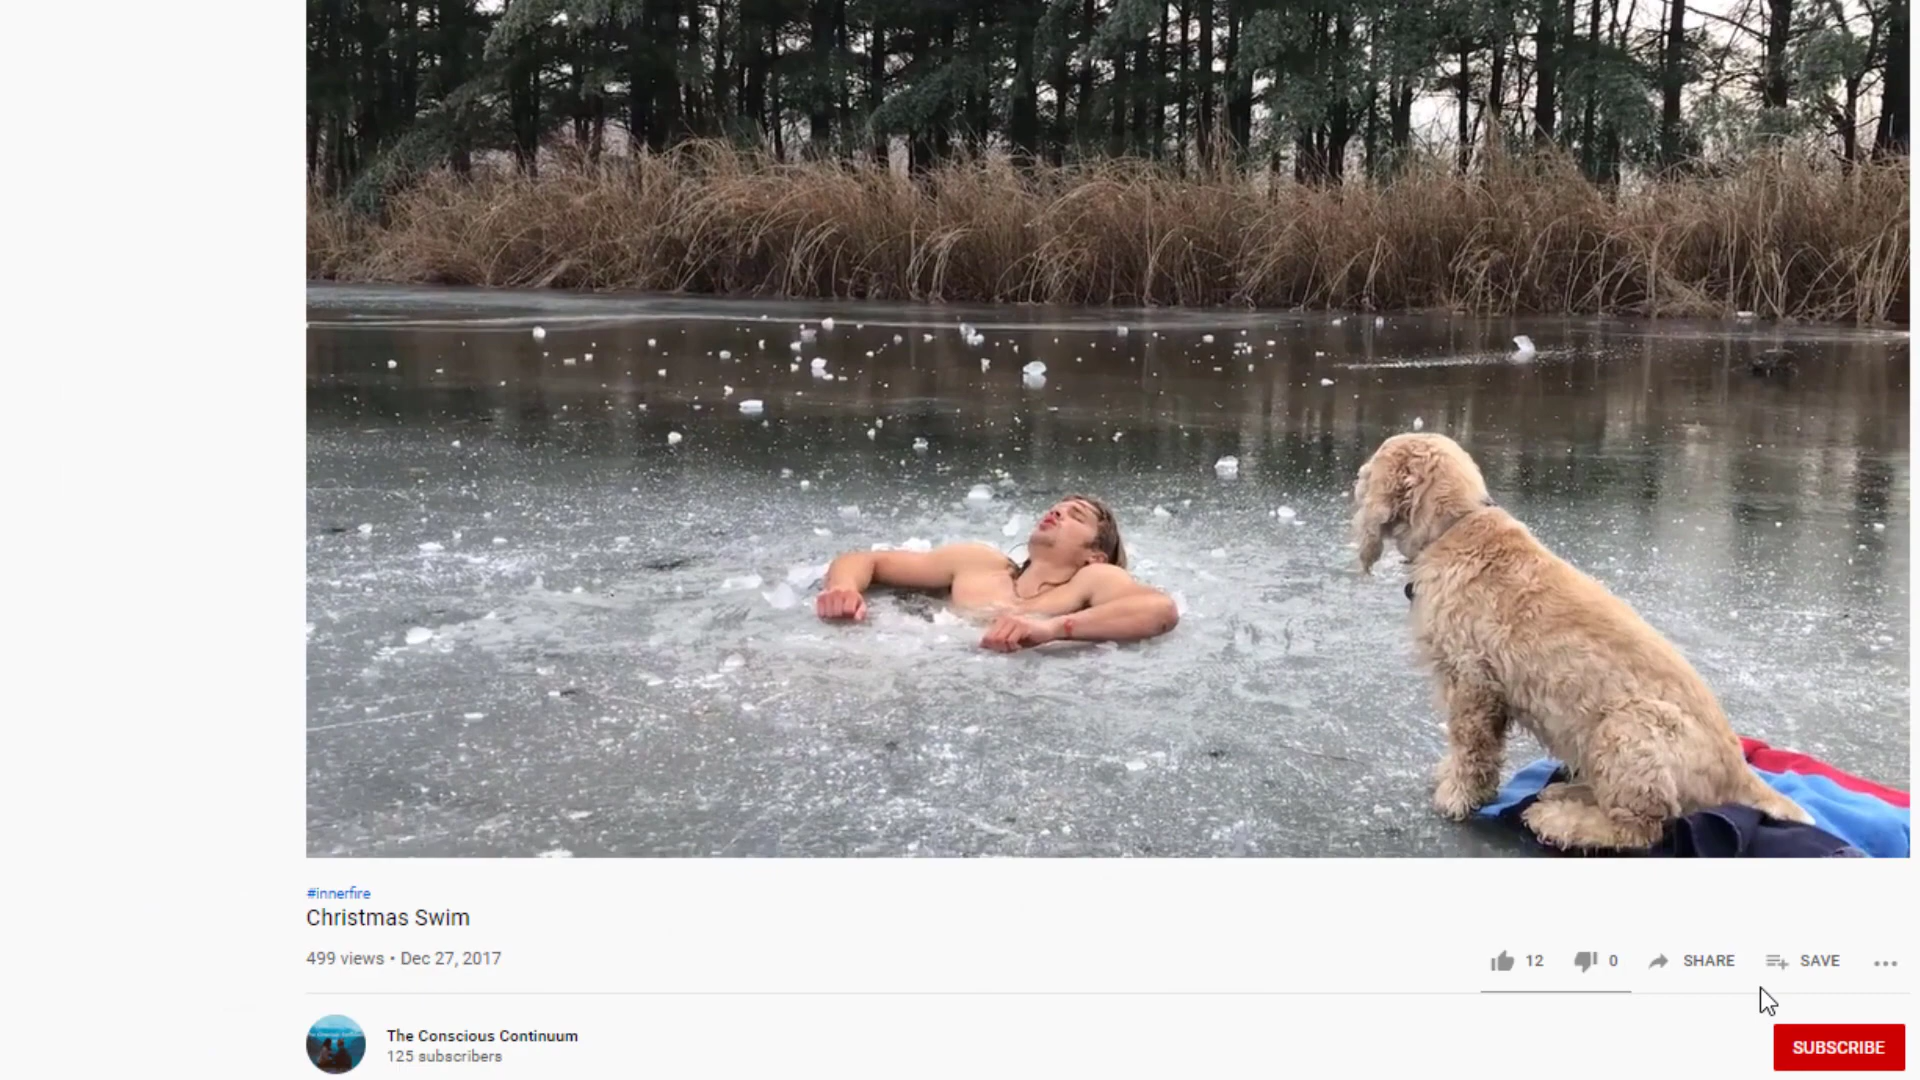 #innerfire
Christmas Swim
499 views • Dec 27, 2017
12 0 SHARE SAVE
The Conscious Continuum
125 subscribers
SUBSCRIBE